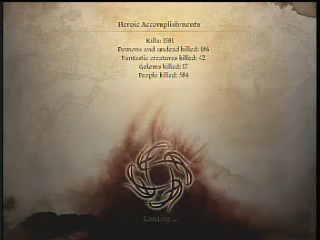 Heroic Accomplishments
Kills: 1581
Demons and undead killed: 186
Fantastic creatures killed: 42
Golems killed: 17
People killed: 584
Loading...